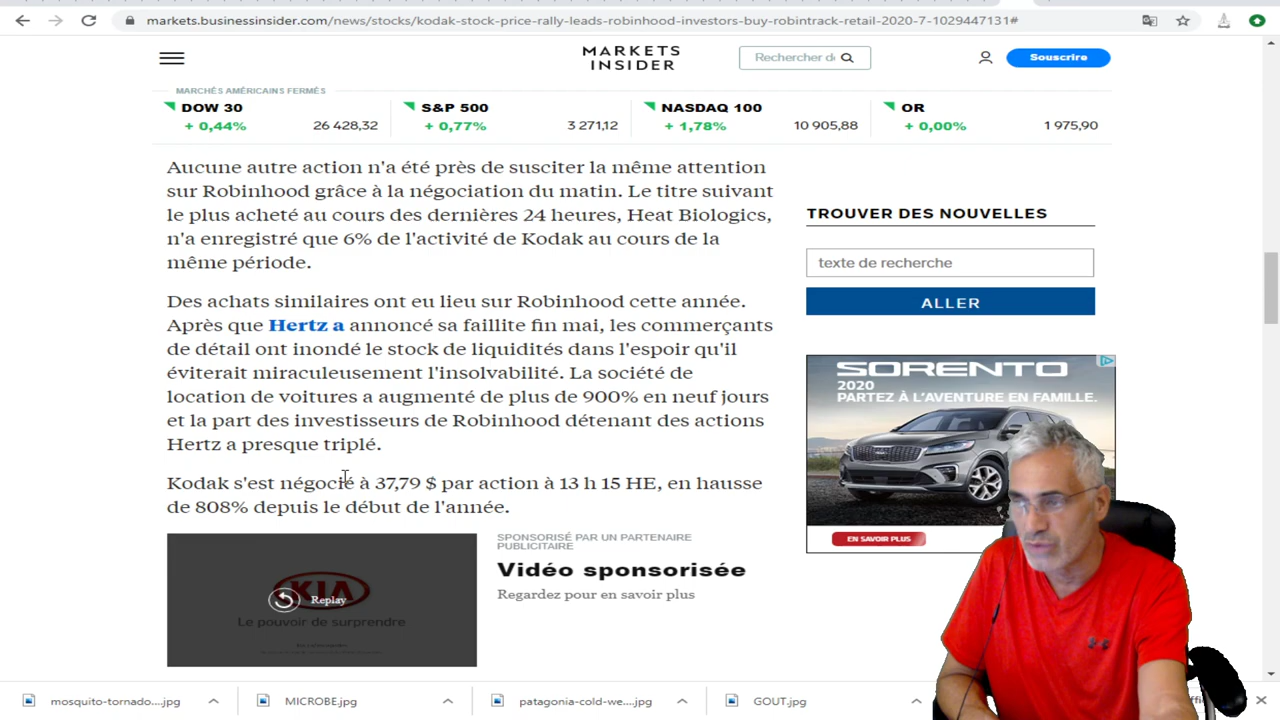 markets.businessinsider.com/news/stocks/kodak-stock-price-rally-leads-robinhood-investors-buy-robintrack-retail-2020-7-1029447131#
MARKETS
INSIDER
Rechercher d
Souscrire
MARCHÉS AMÉRICAINS FERMÉS
DOW 30
+ 0,44% 26 428,32
S&P 500
+ 0,77% 3 271,12
NASDAQ 100
+ 1,78% 10 905,88
OR
+ 0,00% 1 975,90
Aucune autre action n'a été près de susciter la même attention
sur Robinhood grâce à la négociation du matin. Le titre suivant
le plus acheté au cours des dernières 24 heures, Heat Biologics,
n'a enregistré que 6% de l'activité de Kodak au cours de la
même période.
Des achats similaires ont eu lieu sur Robinhood cette année.
Après que Hertz a annoncé sa faillite fin mai, les commerçants
de détail ont inondé le stock de liquidités dans l'espoir qu'il
éviterait miraculeusement l'insolvabilité. La société de
location de voitures a augmenté de plus de 900% en neuf jours
et la part des investisseurs de Robinhood détenant des actions
Hertz a presque triplé.
Kodak s'est négocié à 37,79 $ par action à 13 h 15 HE, en hausse
de 808% depuis le début de l'année.
KIA
Replay
Le pouvoir de surprendre
SPONSORISÉ PAR UN PARTENAIRE
PUBLICITAIRE
Vidéo sponsorisée
Regardez pour en savoir plus
TROUVER DES NOUVELLES
texte de recherche
ALLER
SORENTO
2020
PARTEZ À L'AVENTURE EN FAMILLE.
EN SAVOIR PLUS
mosquito-tornado....jpg
MICROBE.jpg
patagonia-cold-we....jpg
GOUT.jpg